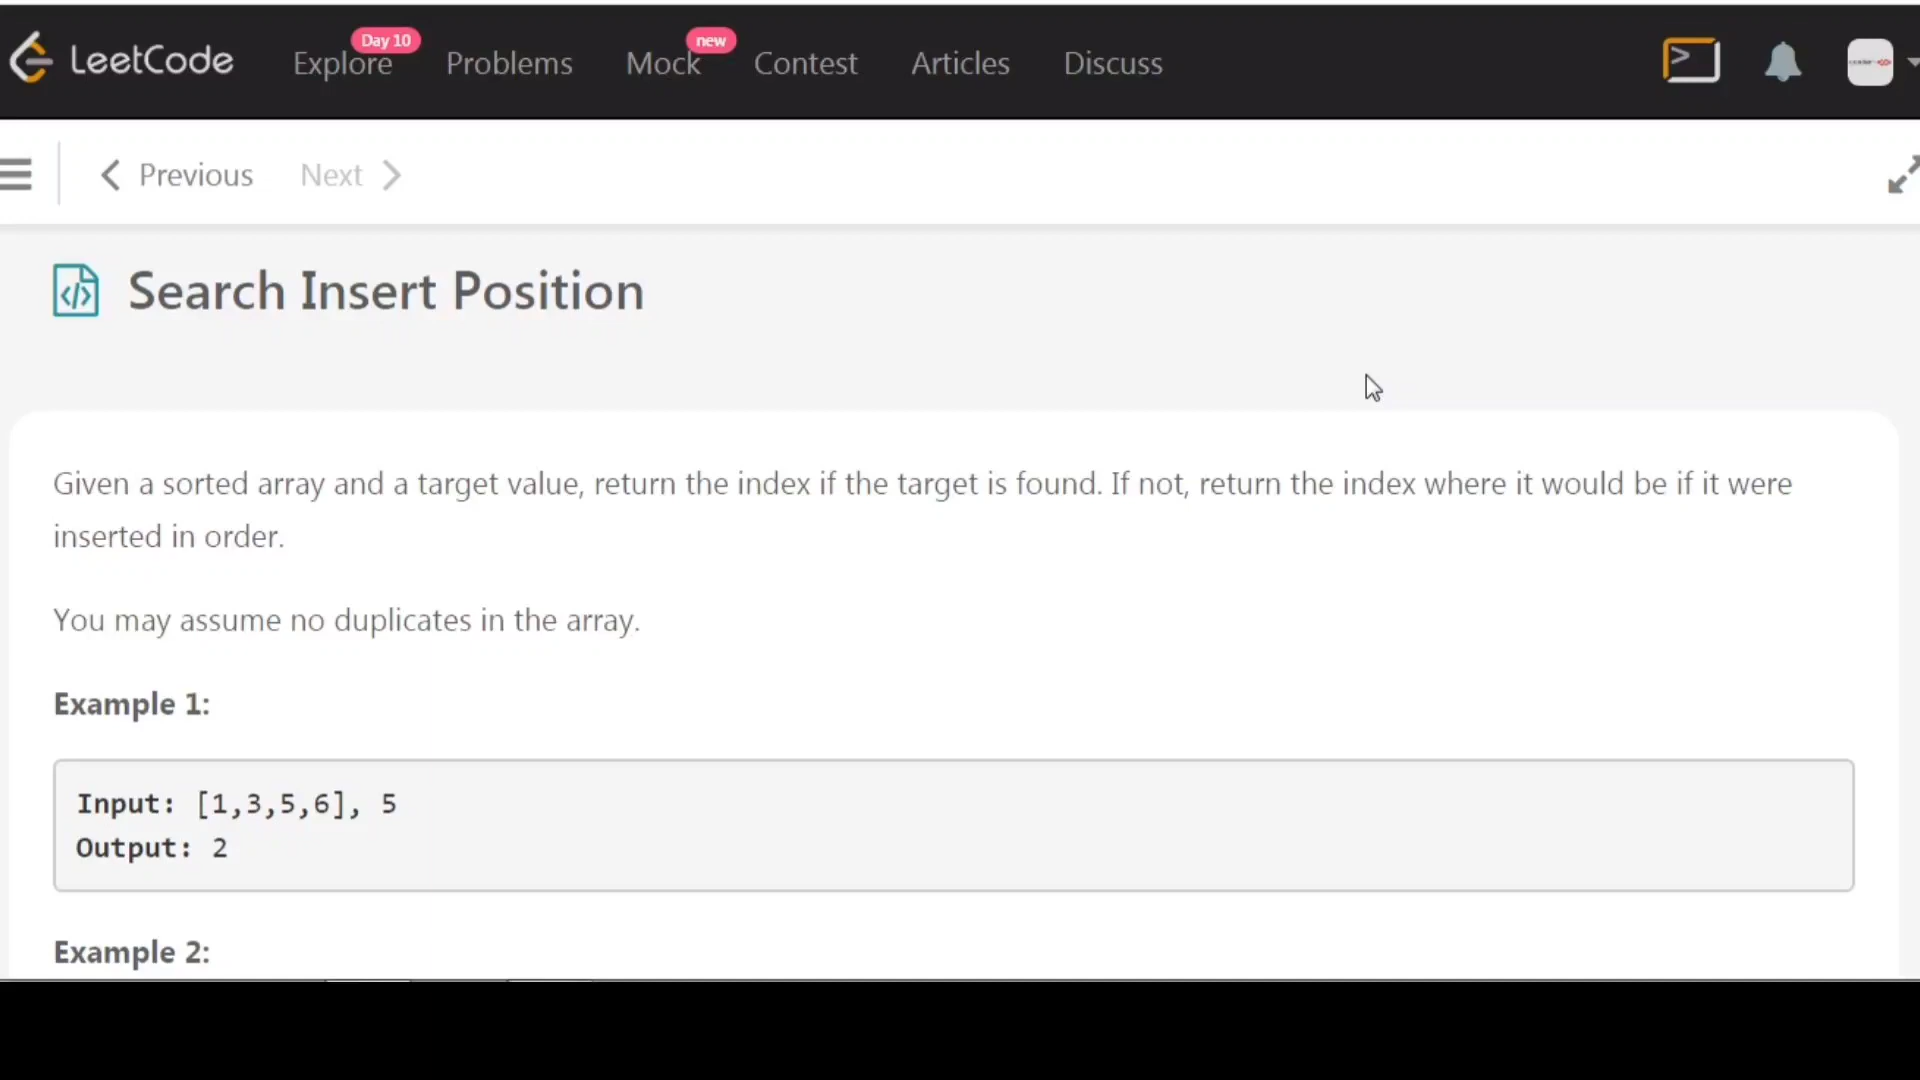 LeetCode
Explore Day 10 Problems Mock new Contest Articles Discuss
Previous Next
Search Insert Position
Given a sorted array and a target value, return the index if the target is found. If not, return the index where it would be if it were
inserted in order.
You may assume no duplicates in the array.
Example 1:
Input: [1,3,5,6], 5
Output: 2
Example 2: